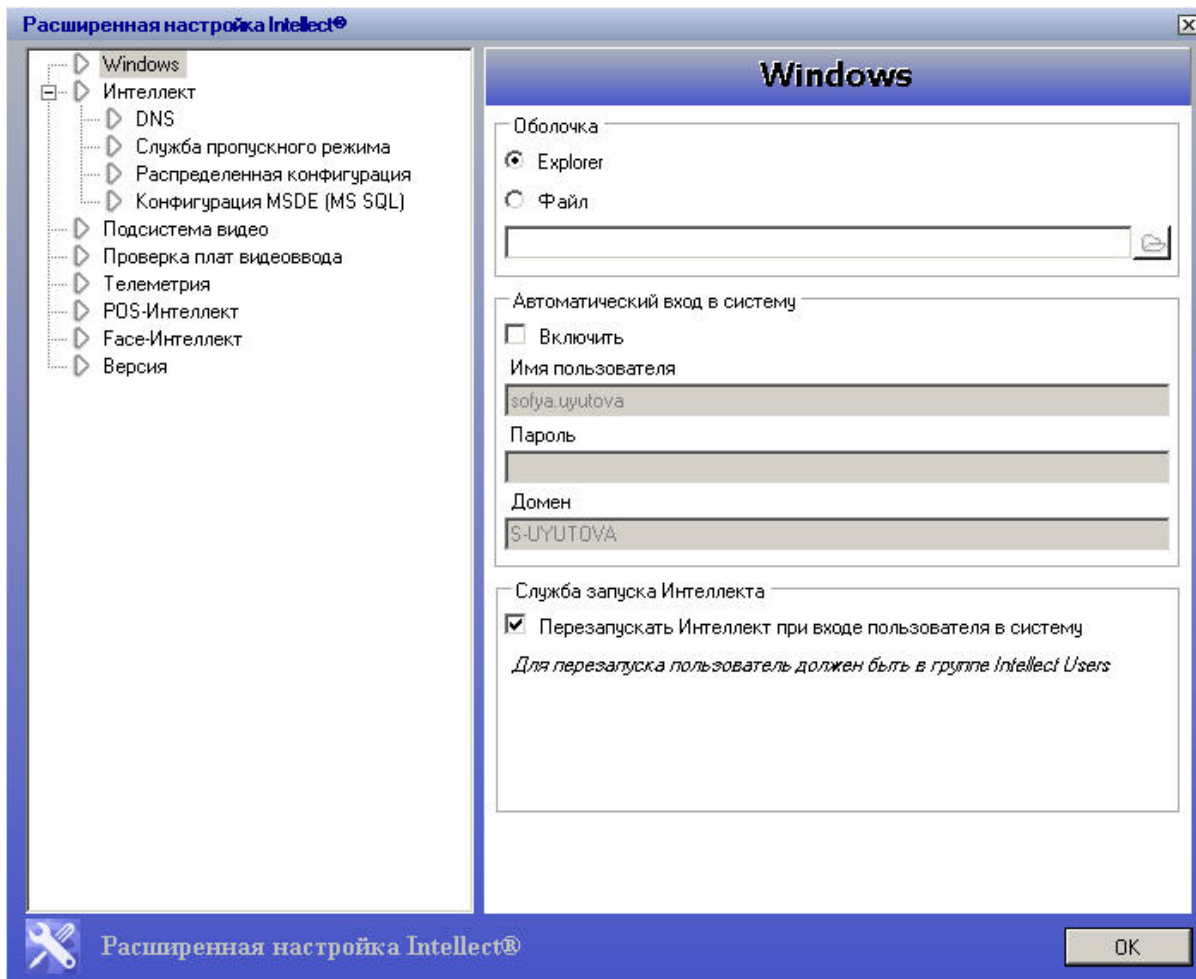 Расширенная настройка Intellect®
Windows
Интеллект
DNS
Служба пропускного режима
Распределенная конфигурация
Конфигурация MSDE (MS SQL)
Подсистема видео
Проверка плат видеоввода
Телеметрия
POS-Интеллект
Face-Интеллект
Версия
Windows
Оболочка
Explorer
Файл
Автоматический вход в систему
Включить
Имя пользователя
sofya.uyutova
Пароль
Домен
S-UYUTOVA
Служба запуска Интеллекта
Перезапускать Интеллект при входе пользователя в систему
Для перезапуска пользователь должен быть в группе Intellect Users
Расширенная настройка Intellect®
OK